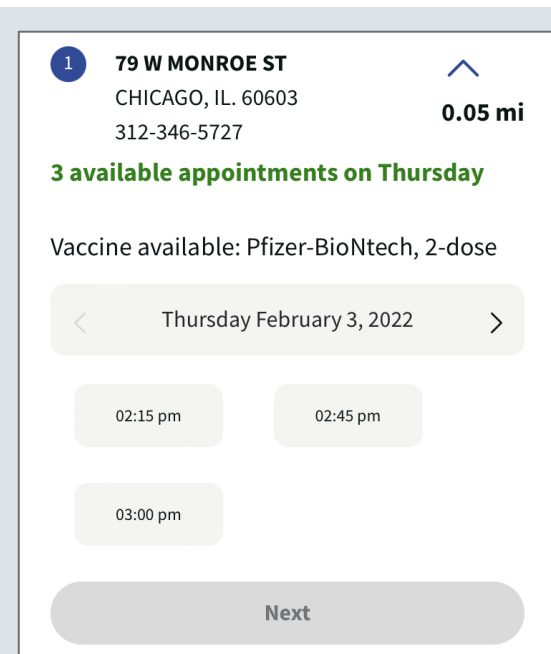 1
79 W MONROE ST
CHICAGO, IL. 60603
0.05 mi
312-346-5727
3 available appointments on Thursday
Vaccine available: Pfizer-BioNtech, 2-dose
Thursday February 3, 2022
02:15 pm
02:45 pm
03:00 pm
Next